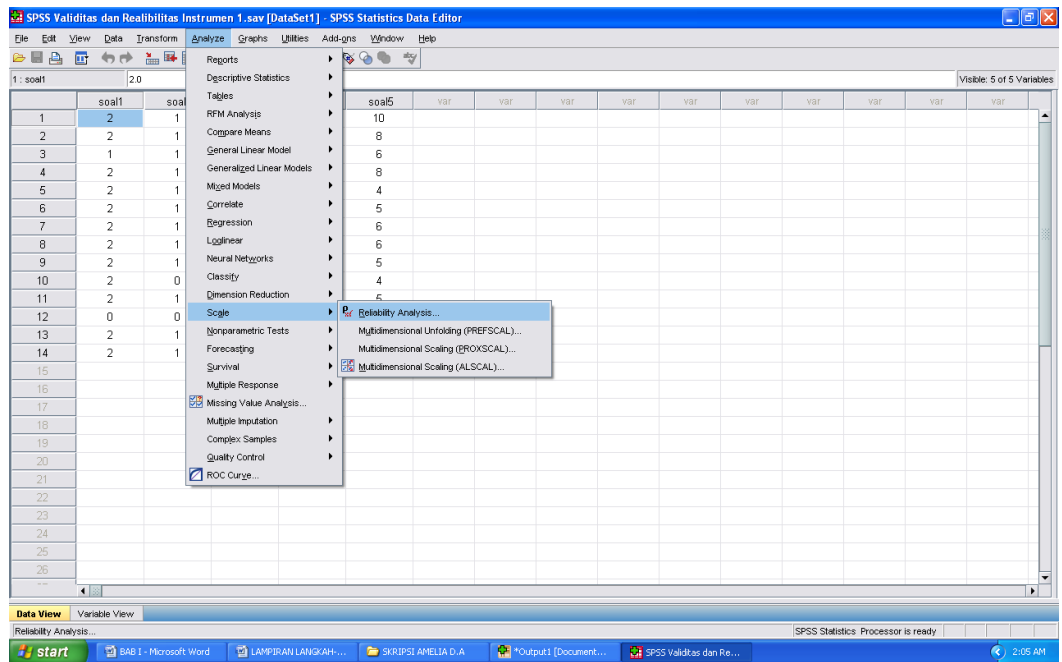 SPSS Validitas dan Realibilitas Instrumen 1.sav [DataSet1] - SPSS Statistics Data Editor
File Edit View Data Transform Analyze Graphs Utilities Add-ons Window Help
1 : soal1 2.0 Visible: 5 of 5 Variables
soal1 soal soal5 var var var var var var var var var
1 2 1 10
2 2 1 8
3 1 1 6
4 2 1 8
5 2 1 4
6 2 1 5
7 2 1 6
8 2 1 6
9 2 1 5
10 2 0 4
11 2 1 5
12 0 0
13 2 1
14 2 1
15
16
17
18
19
20
21
22
23
24
25
26
Reports
Descriptive Statistics
Tables
RFM Analysis
Compare Means
General Linear Model
Generalized Linear Models
Mixed Models
Correlate
Regression
Loglinear
Neural Networks
Classify
Dimension Reduction
Scale
Nonparametric Tests
Forecasting
Survival
Multiple Response
Missing Value Analysis...
Multiple Imputation
Complex Samples
Quality Control
ROC Curve...
Reliability Analysis...
Multidimensional Unfolding (PREFSCAL)...
Multidimensional Scaling (PROXSCAL)...
Multidimensional Scaling (ALSCAL)...
Data View Variable View
Reliability Analysis... SPSS Statistics Processor is ready
start BAB I - Microsoft Word LAMPIRAN LANGKAH-... SKRIPSI AMELIA D.A *Output1 [Document... SPSS Validitas dan Re... 2:05 AM